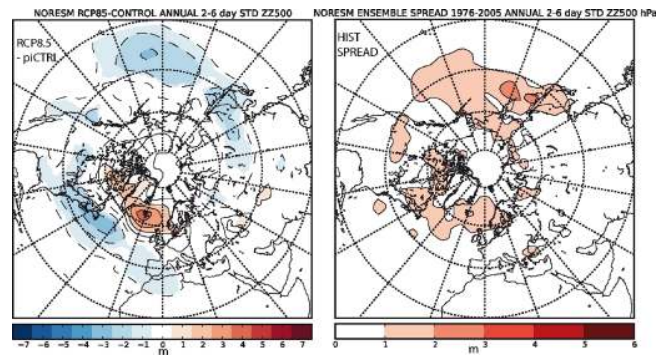 NORESM RCP85-CONTROL ANNUAL 2-6 day STD ZZ500
RCP8.5
- piCTRL
-7 -6 -5 -4 -3 -2 -1 0 1 2 3 4 5 6 7
m
NORESM ENSEMBLE SPREAD 1976-2005 ANNUAL 2-6 day STD ZZ500 hPa
HIST
SPREAD
0 1 2 3 4 5 6
m